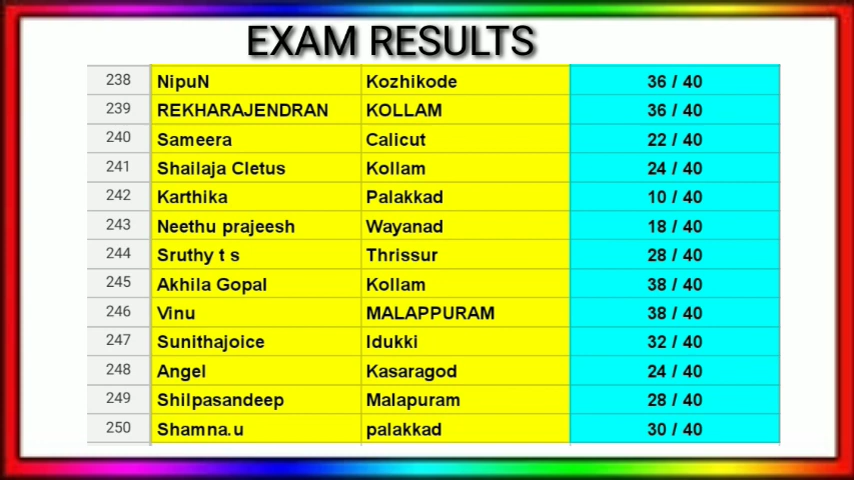 EXAM RESULTS
238 NipuN Kozhikode 36 / 40
239 REKHARAJENDRAN KOLLAM 36 / 40
240 Sameera Calicut 22 / 40
241 Shailaja Cletus Kollam 24 / 40
242 Karthika Palakkad 10 / 40
243 Neethu prajeesh Wayanad 18 / 40
244 Sruthy t s Thrissur 28 / 40
245 Akhila Gopal Kollam 38 / 40
246 Vinu MALAPPURAM 38 / 40
247 Sunithajoice Idukki 32 / 40
248 Angel Kasaragod 24 / 40
249 Shilpasandeep Malapuram 28 / 40
250 Shamna.u palakkad 30 / 40